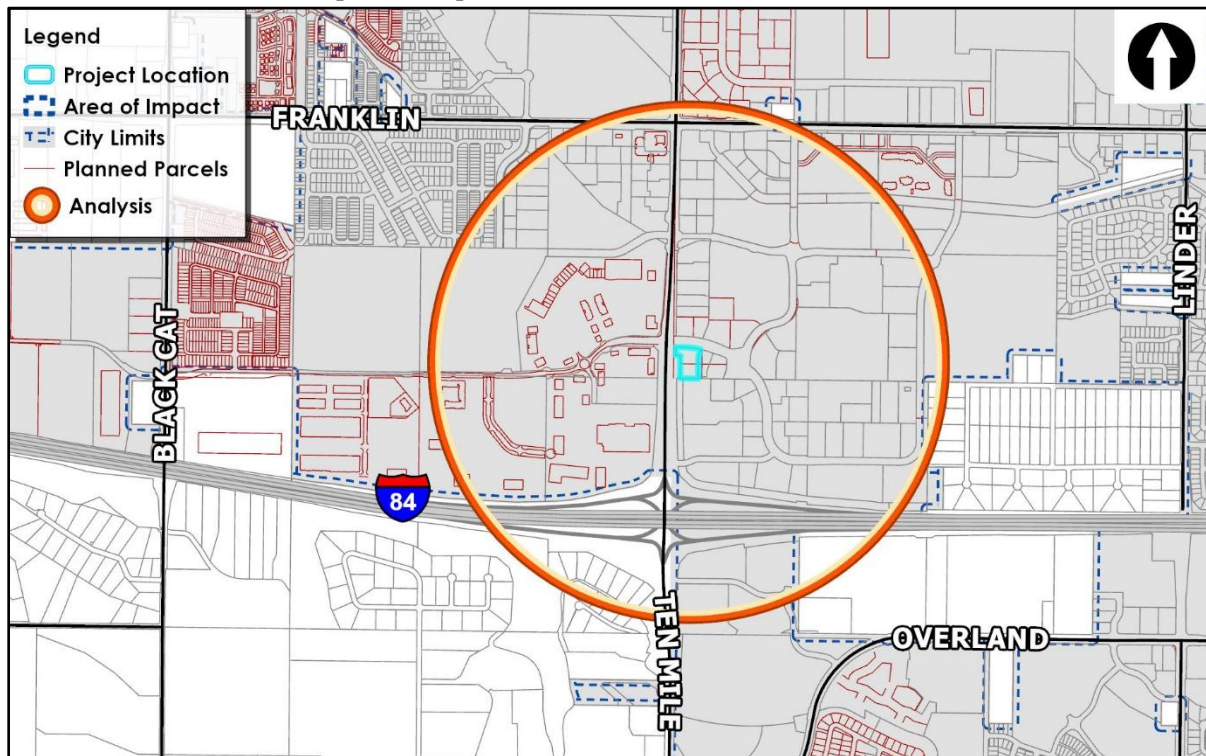 Legend
Project Location
Area of Impact
City Limits
Planned Parcels
Analysis
FRANKLIN
LINDER
BLACK CAT
84
TEN MILE
OVERLAND